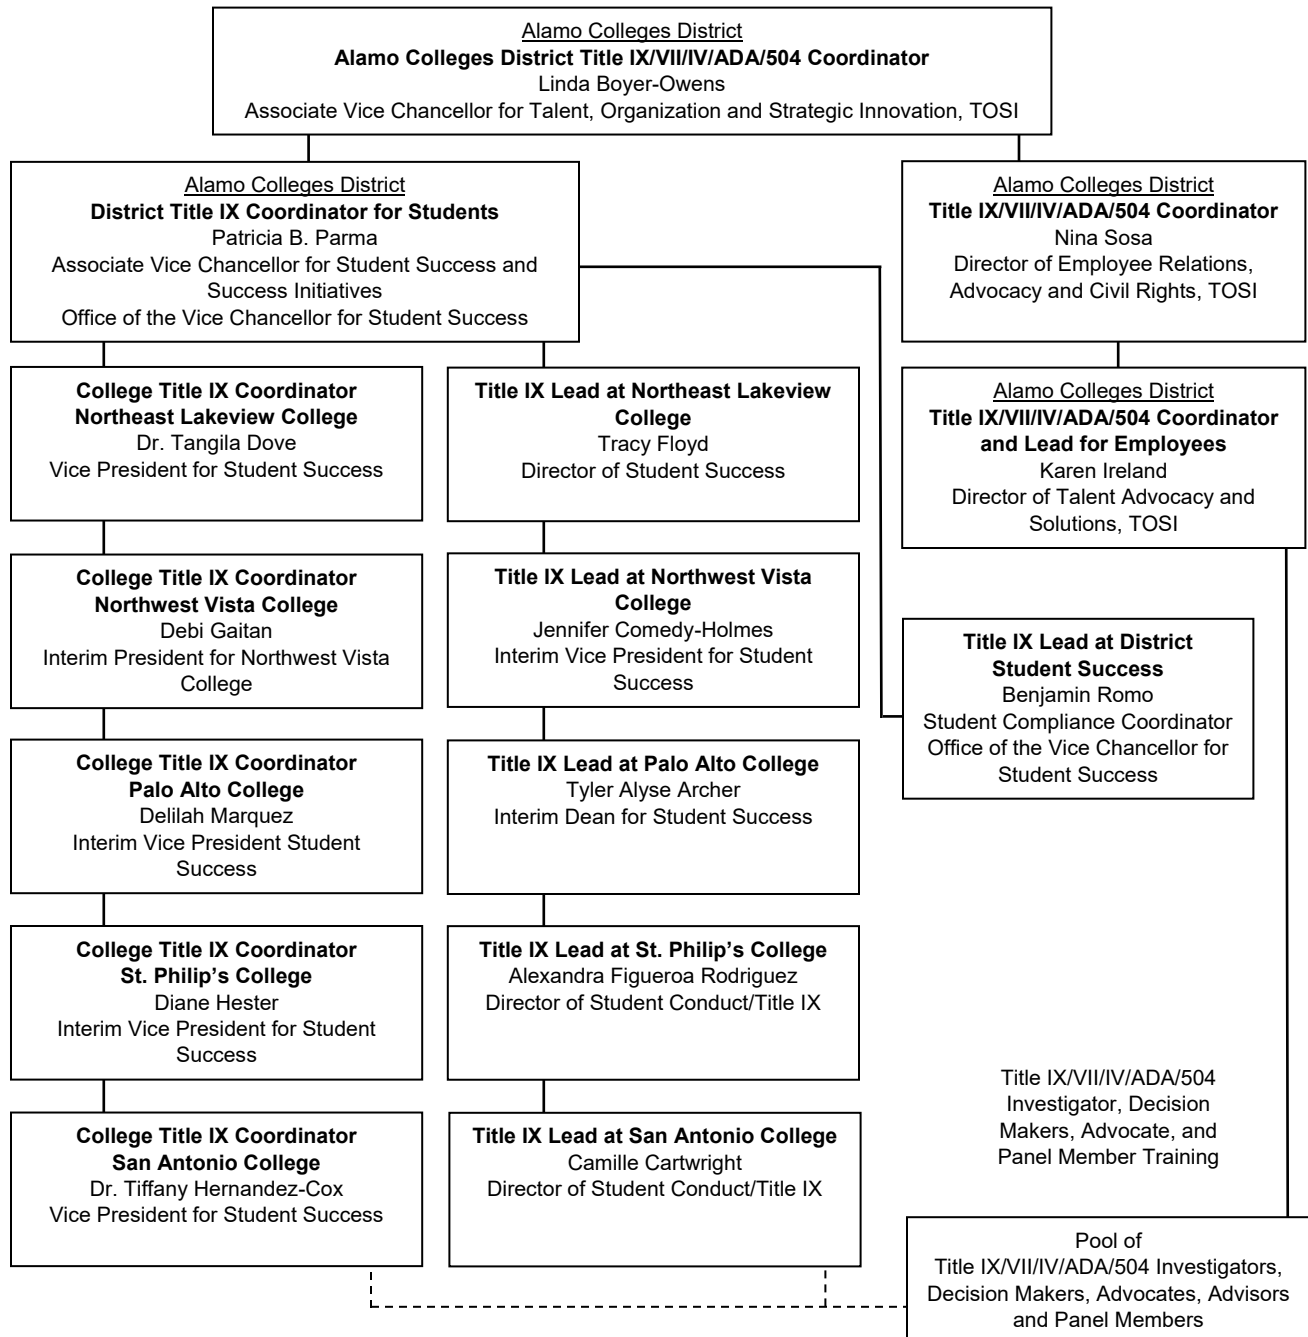 Alamo Colleges District
Alamo Colleges District Title IX/VII/IV/ADA/504 Coordinator
Linda Boyer-Owens
Associate Vice Chancellor for Talent, Organization and Strategic Innovation, TOSI
Alamo Colleges District
District Title IX Coordinator for Students
Patricia B. Parma
Associate Vice Chancellor for Student Success and
Success Initiatives
Office of the Vice Chancellor for Student Success
Alamo Colleges District
Title IX/VII/IV/ADA/504 Coordinator
Nina Sosa
Director of Employee Relations,
Advocacy and Civil Rights, TOSI
College Title IX Coordinator
Northeast Lakeview College
Dr. Tangila Dove
Vice President for Student Success
Title IX Lead at Northeast Lakeview
College
Tracy Floyd
Director of Student Success
Alamo Colleges District
Title IX/VII/IV/ADA/504 Coordinator
and Lead for Employees
Karen Ireland
Director of Talent Advocacy and
Solutions, TOSI
College Title IX Coordinator
Northwest Vista College
Debi Gaitan
Interim President for Northwest Vista
College
Title IX Lead at Northwest Vista
College
Jennifer Comedy-Holmes
Interim Vice President for Student
Success
Title IX Lead at District
Student Success
Benjamin Romo
Student Compliance Coordinator
Office of the Vice Chancellor for
Student Success
College Title IX Coordinator
Palo Alto College
Delilah Marquez
Interim Vice President Student
Success
Title IX Lead at Palo Alto College
Tyler Alyse Archer
Interim Dean for Student Success
College Title IX Coordinator
St. Philip's College
Diane Hester
Interim Vice President for Student
Success
Title IX Lead at St. Philip's College
Alexandra Figueroa Rodriguez
Director of Student Conduct/Title IX
Title IX/VII/IV/ADA/504
Investigator, Decision
Makers, Advocate, and
Panel Member Training
College Title IX Coordinator
San Antonio College
Dr. Tiffany Hernandez-Cox
Vice President for Student Success
Title IX Lead at San Antonio College
Camille Cartwright
Director of Student Conduct/Title IX
Pool of
Title IX/VII/IV/ADA/504 Investigators,
Decision Makers, Advocates, Advisors
and Panel Members